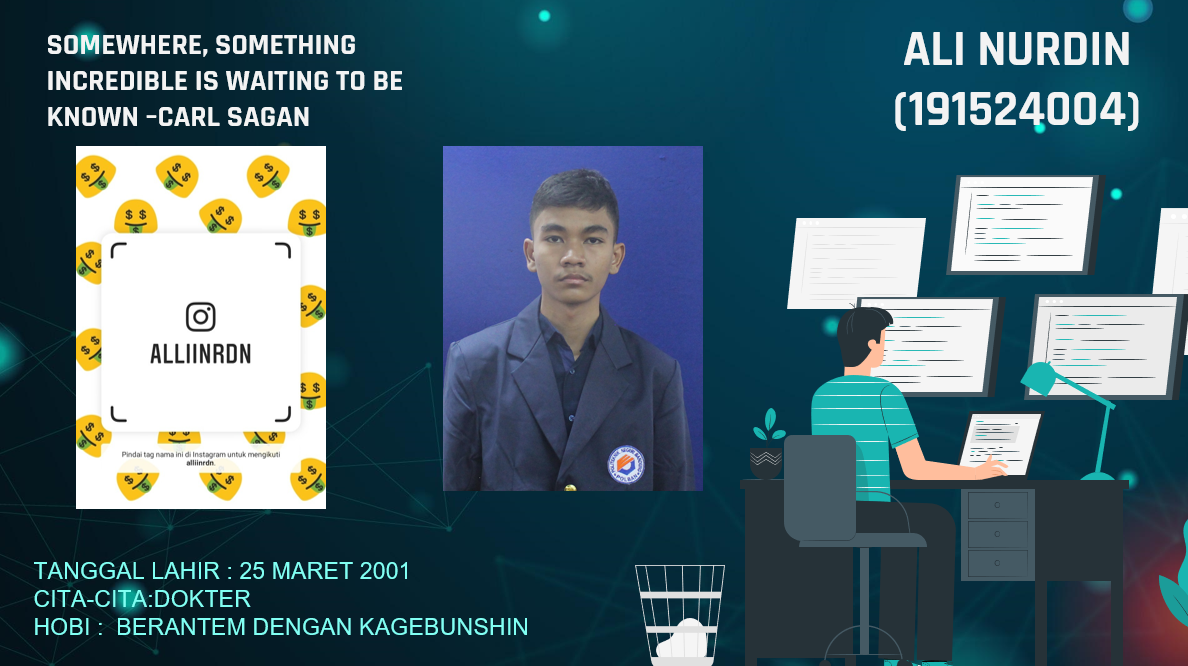 SOMEWHERE, SOMETHING
INCREDIBLE IS WAITING TO BE
KNOWN –CARL SAGAN
ALI NURDIN
(191524004)
ALLIINRDN
Pindai tag nama ini di Instagram untuk mengikuti
alliinrdn.
POLBAN
TANGGAL LAHIR : 25 MARET 2001
CITA-CITA:DOKTER
HOBI :  BERANTEM DENGAN KAGEBUNSHIN